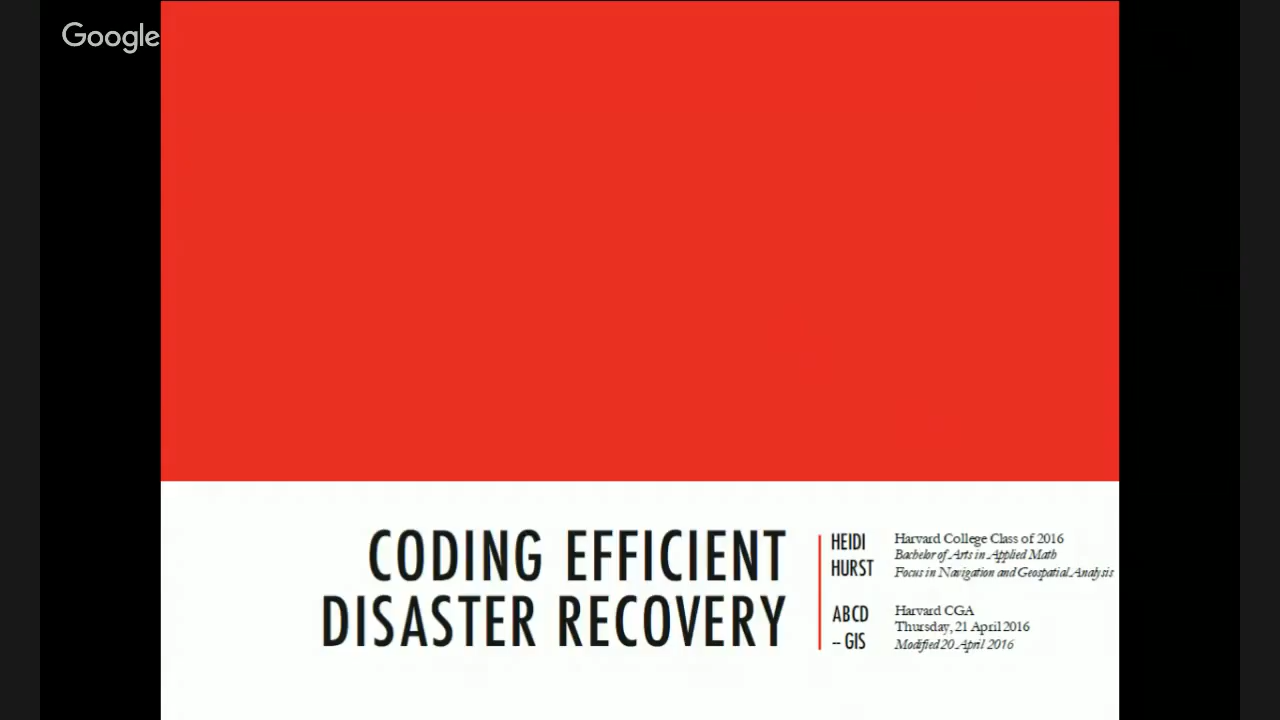 Google
CODING EFFICIENT
DISASTER RECOVERY
HEIDI
HURST
Harvard College Class of 2016
Bachelor of Arts in Applied Math
Focus in Navigation and Geospatial Analysis
ABCD
– GIS
Harvard CGA
Thursday, 21 April 2016
Modified 20 April 2016